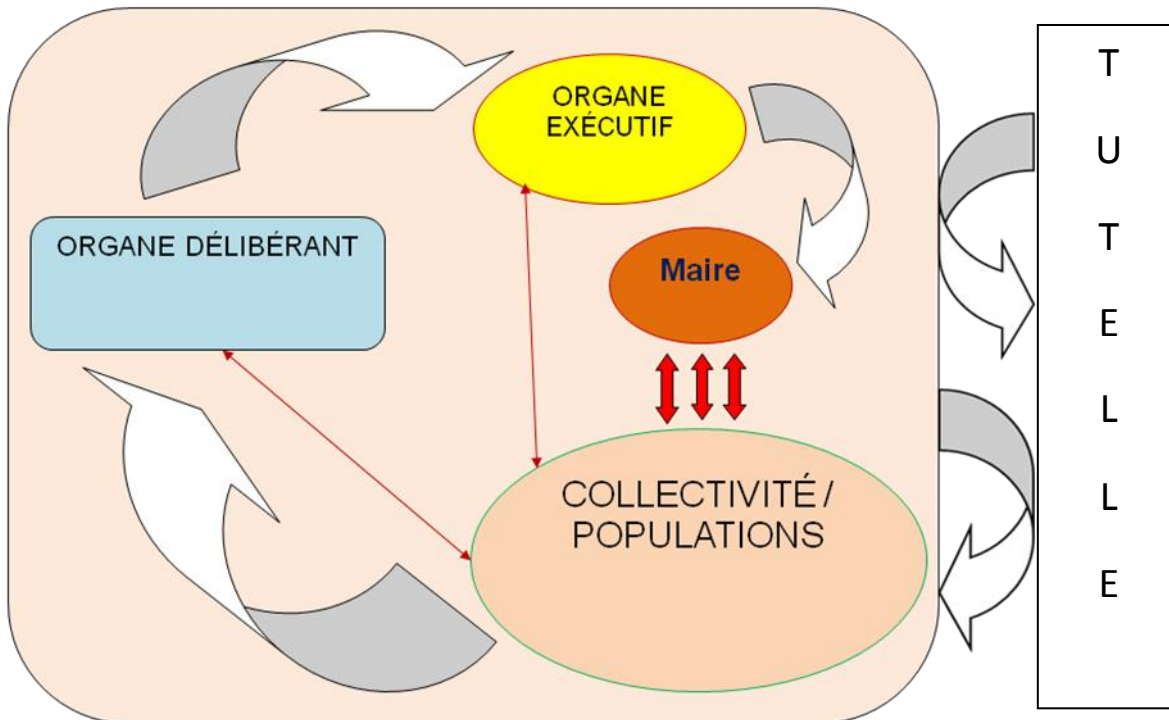 ORGANE
EXÉCUTIF
ORGANE DÉLIBÉRANT
Maire
COLLECTIVITÉ /
POPULATIONS
T
U
T
E
L
L
E